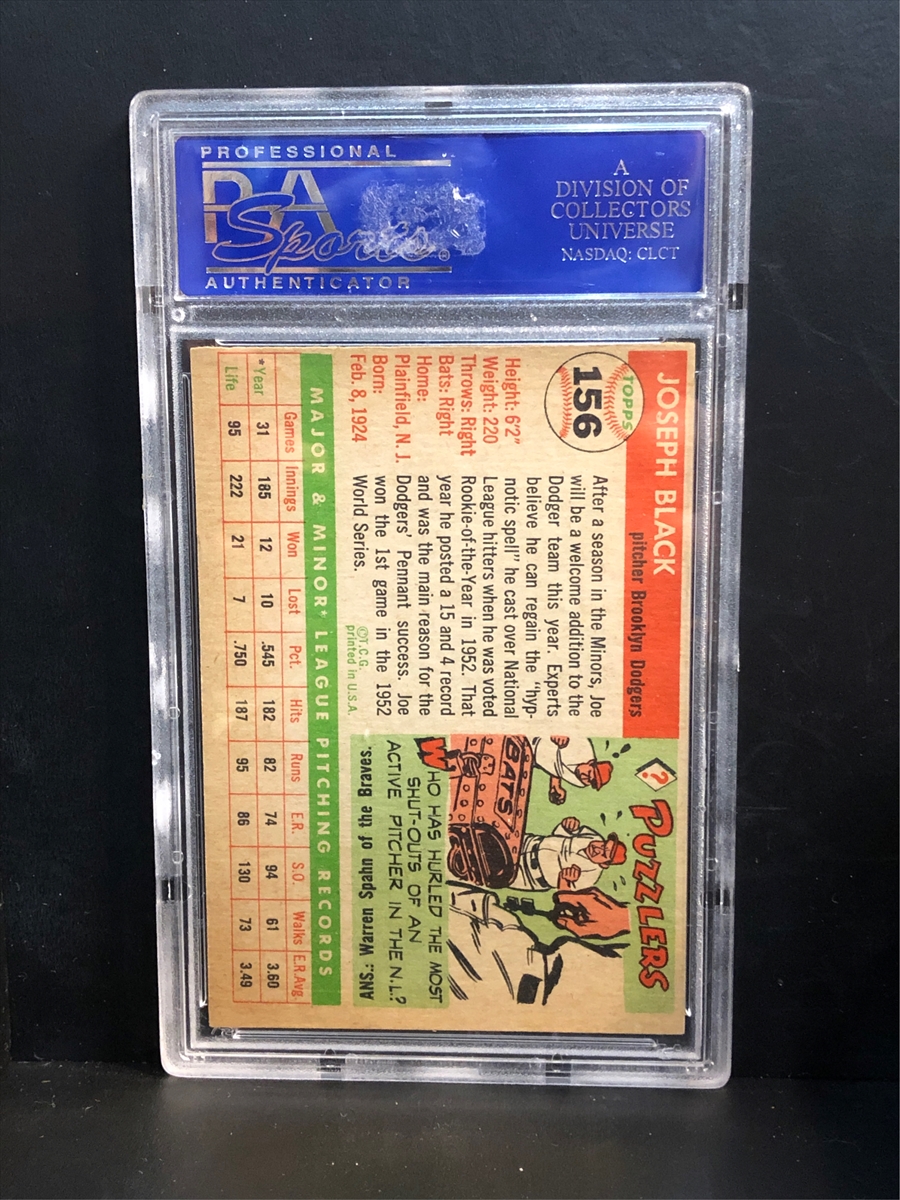 PROFESSIONAL
PSA
Sports®
AUTHENTICATOR
A
DIVISION OF
COLLECTORS
UNIVERSE
NASDAQ: CLCT
JOSEPH BLACK
pitcher Brooklyn Dodgers
TOPPS
156
Height: 6'2"
Weight: 220
Throws: Right
Bats: Right
Home:
Plainfield, N. J.
Born:
Feb. 8, 1924
After a season in the Minors, Joe
will be a welcome addition to the
Dodger team this year. Experts
believe he can regain the "hyp-
notic spell" he cast over National
League hitters when he was voted
Rookie-of-the-Year in 1952. That
year he posted a 15 and 4 record
and was the main reason for the
Dodgers' Pennant success. Joe
won the 1st game in the 1952
World Series.
©T.C.G.
printed in U.S.A.
? PUZZLERS
BATS
WHO HAS HURLED THE MOST
SHUT-OUTS OF AN
ACTIVE PITCHER IN THE N.L.?
ANS.: Warren Spahn of the Braves.
MAJOR & MINOR* LEAGUE PITCHING RECORDS
Games Innings Won Lost Pct. Hits Runs E.R. S.O. Walks E.R.Avg.
*Year 31 185 12 10 .545 182 82 74 94 61 3.60
Life 95 222 21 7 .750 187 95 86 130 73 3.49